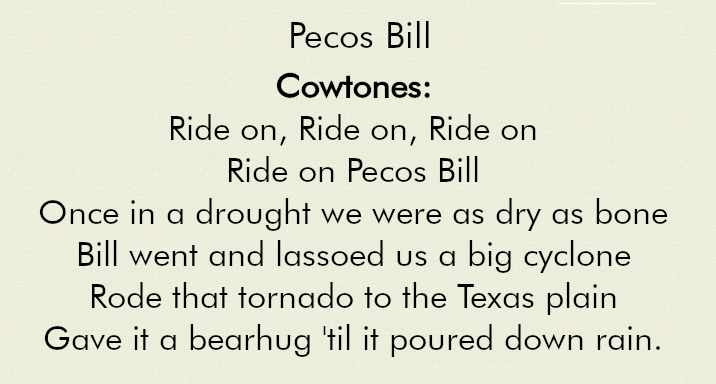 Pecos Bill
Cowtones:
Ride on, Ride on, Ride on
Ride on Pecos Bill
Once in a drought we were as dry as bone
Bill went and lassoed us a big cyclone
Rode that tornado to the Texas plain
Gave it a bearhug 'til it poured down rain.